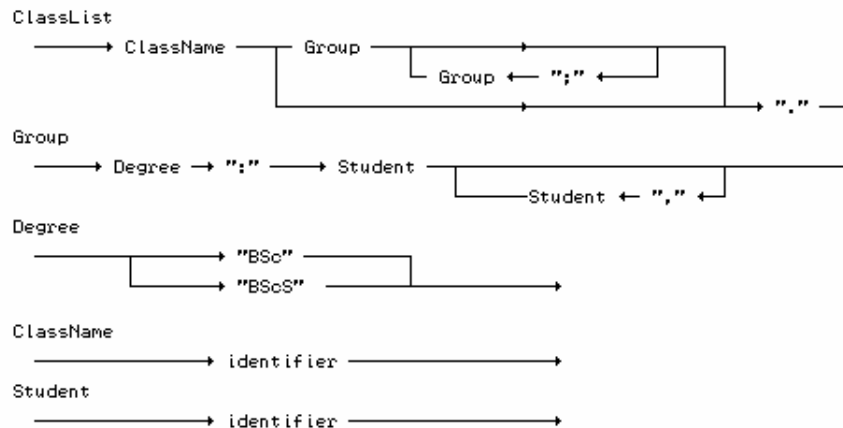 ClassList
ClassName Group
Group ";"
"."
Group
Degree ":" Student
Student ","
Degree
"BSc"
"BScS"
ClassName
identifier
Student
identifier